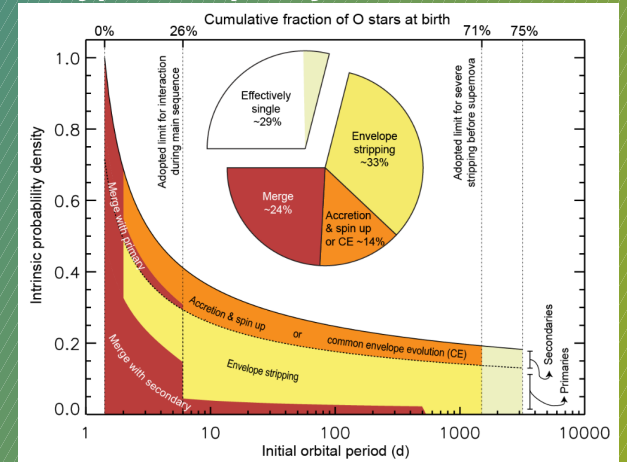 Cumulative fraction of O stars at birth
0% 26% 71% 75%
Intrinsic probability density
1.0
0.8
0.6
0.4
0.2
0.0
Adopted limit for interaction
during main sequence
Effectively
single
~29%
Envelope
stripping
~33%
Merge
~24%
Accretion
& spin up
or CE ~14%
Adopted limit for severe
stripping before supernova
Merge with primary
Merge with secondary
Accretion & spin up or common envelope evolution (CE)
Envelope stripping
Secondaries
Primaries
1 10 100 1000 10000
Initial orbital period (d)